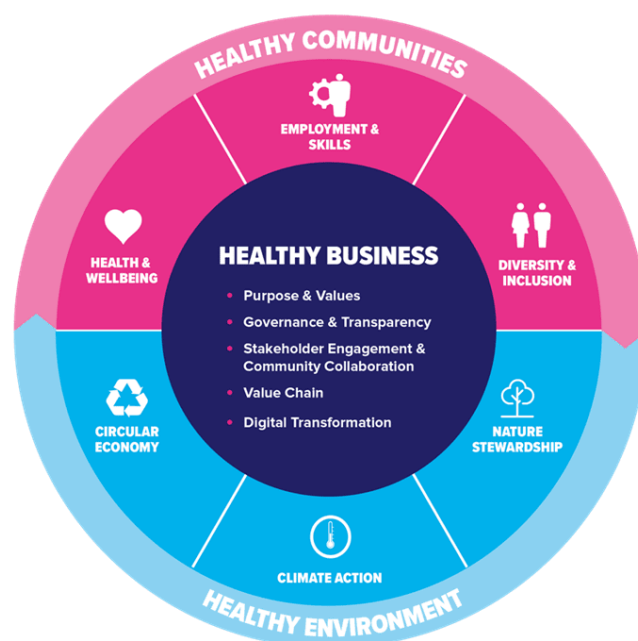 HEALTHY COMMUNITIES
EMPLOYMENT &
SKILLS
HEALTH &
WELLBEING
DIVERSITY &
INCLUSION
HEALTHY BUSINESS
• Purpose & Values
• Governance & Transparency
• Stakeholder Engagement &
Community Collaboration
• Value Chain
• Digital Transformation
CIRCULAR
ECONOMY
NATURE
STEWARDSHIP
CLIMATE ACTION
HEALTHY ENVIRONMENT